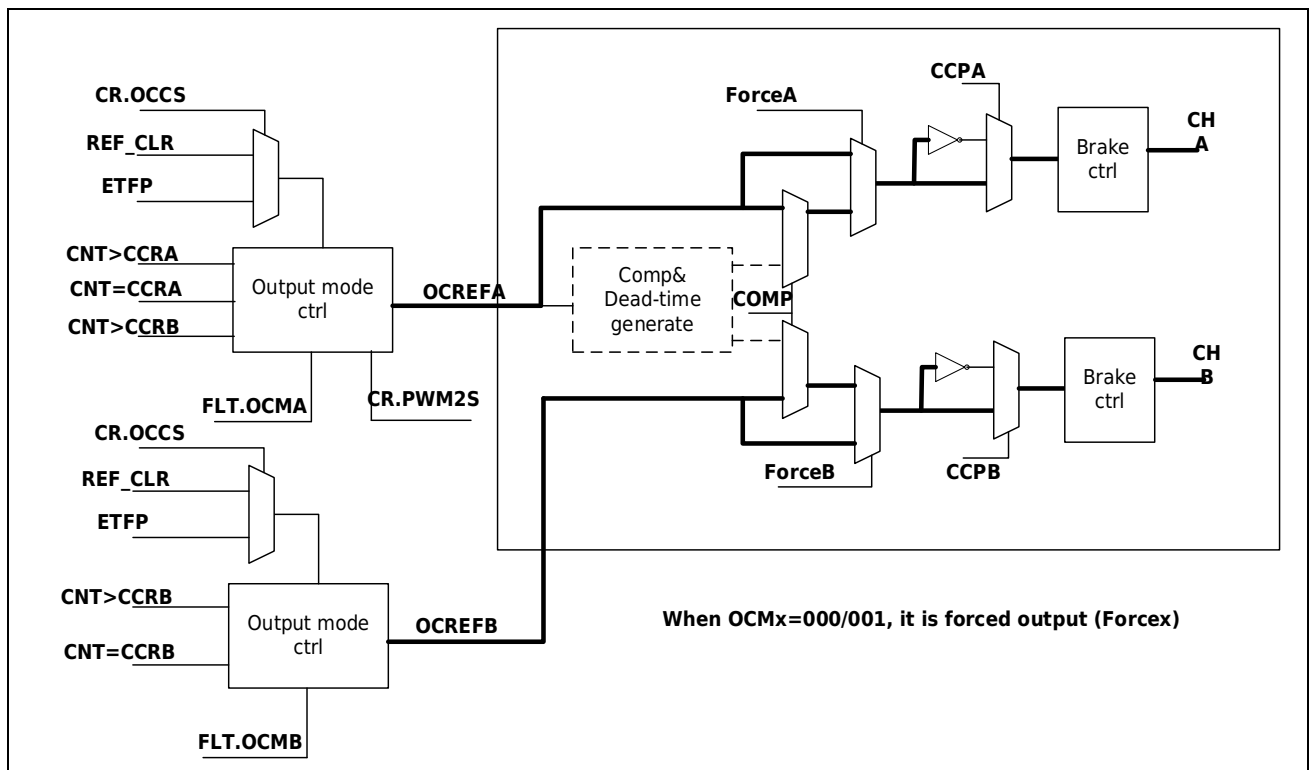 CR.OCCS
REF_CLR
ETFP
CNT>CCRA
CNT=CCRA
CNT>CCRB
Output mode
ctrl
FLT.OCMA
CR.PWM2S
OCREFA
Comp&
Dead-time
generate
COMP
ForceA
CCPA
Brake
ctrl
CH
A
CR.OCCS
REF_CLR
ETFP
CNT>CCRB
CNT=CCRB
Output mode
ctrl
FLT.OCMB
OCREFB
ForceB
CCPB
Brake
ctrl
CH
B
When OCMx=000/001, it is forced output (Forcex)